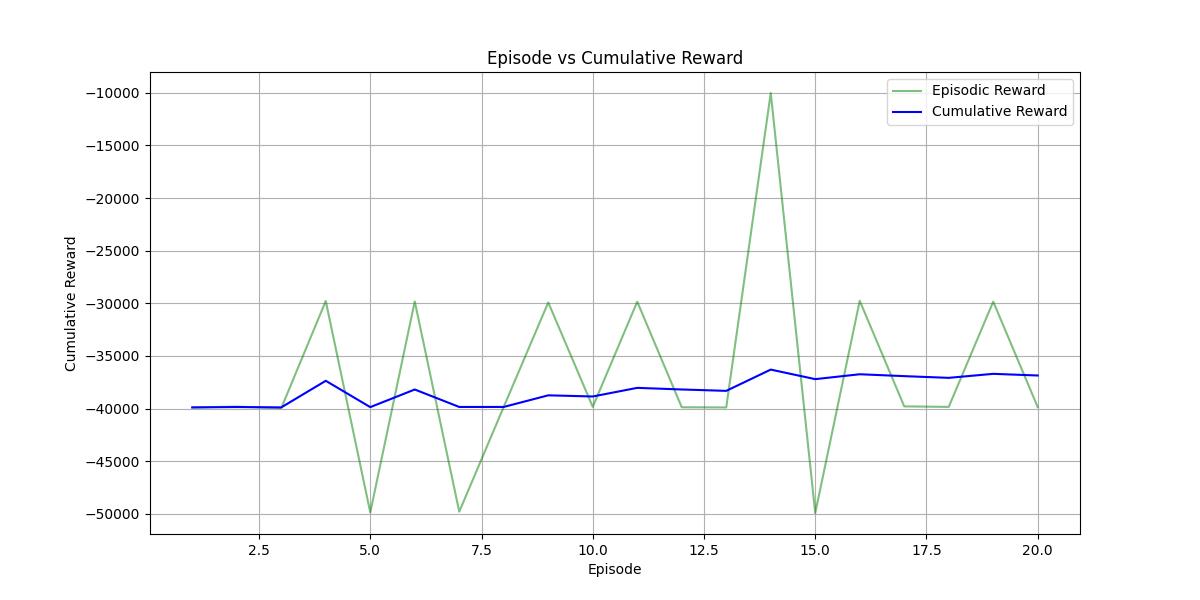 Episode vs Cumulative Reward
Episodic Reward
Cumulative Reward
Cumulative Reward
−10000
−15000
−20000
−25000
−30000
−35000
−40000
−45000
−50000
2.5 5.0 7.5 10.0 12.5 15.0 17.5 20.0
Episode